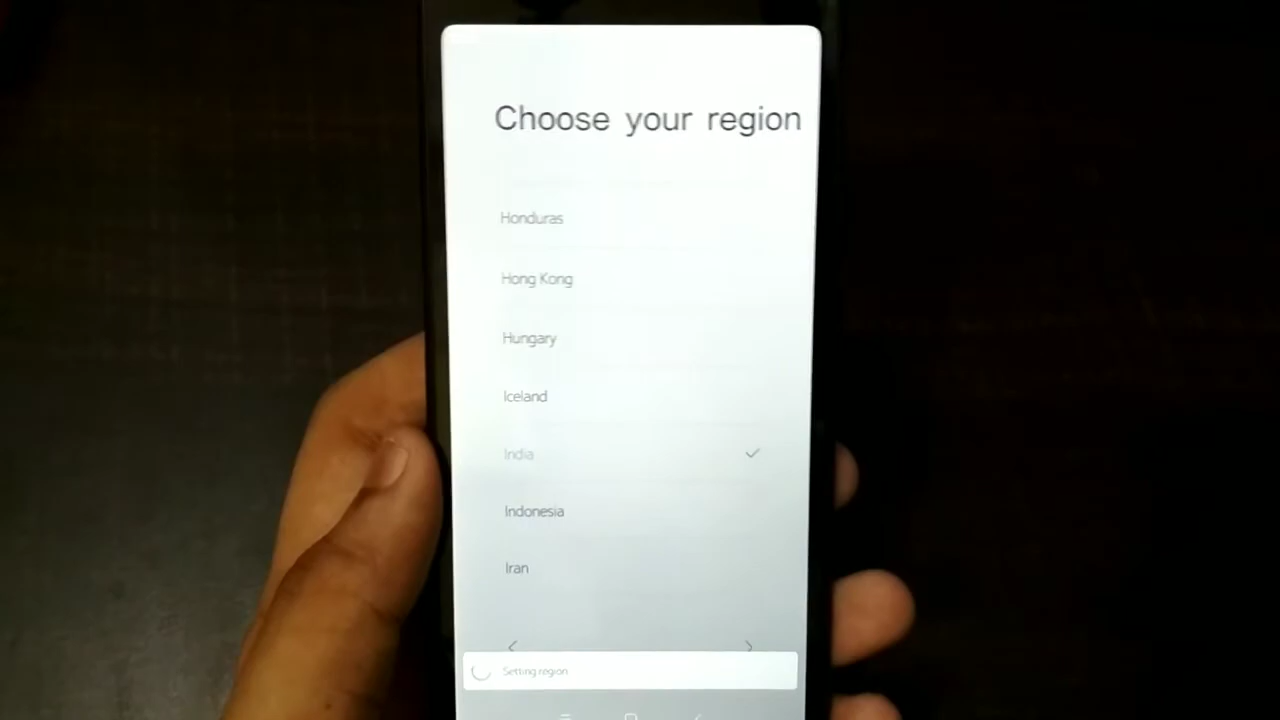 Choose your region
Honduras
Hong Kong
Hungary
Iceland
India
Indonesia
Iran
Setting region